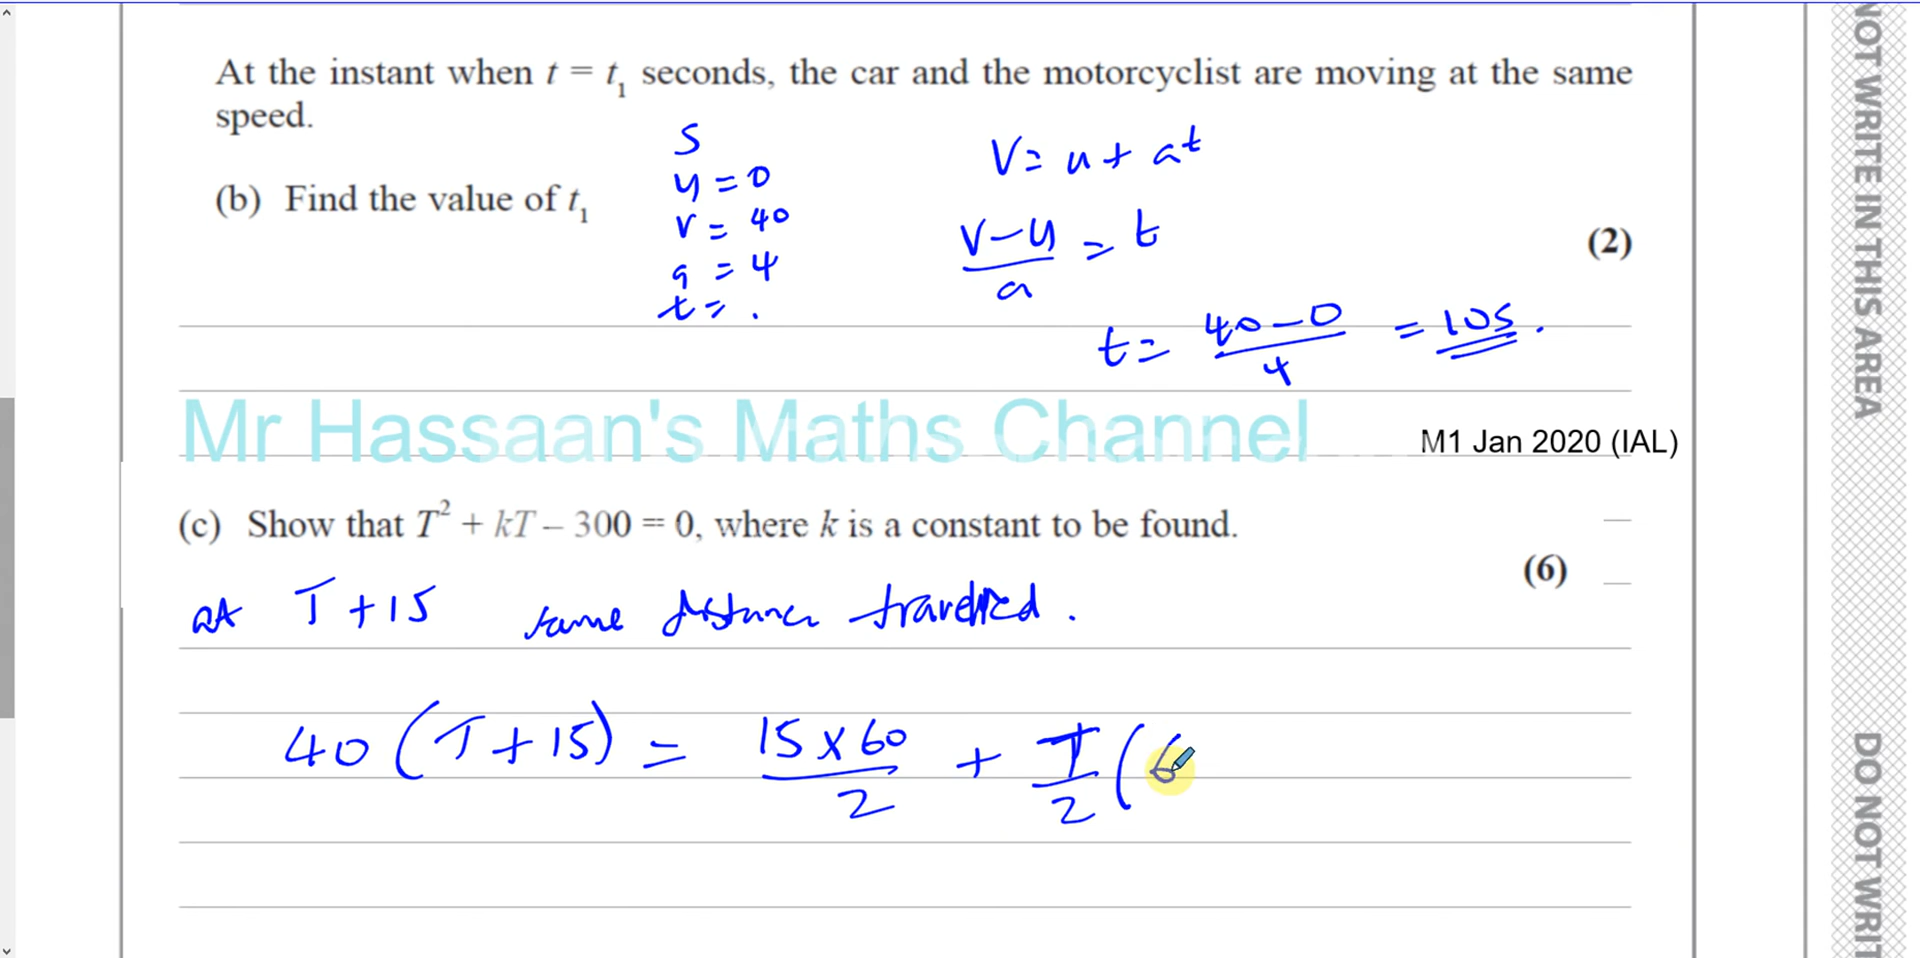 At the instant when t = t₁ seconds, the car and the motorcyclist are moving at the same
speed.
(b) Find the value of t₁
S
u = 0
v = 40
a = 4
t = .
V = u + at
v - u / a = t
(2)
t = 40 - 0 / 4 = 10s.
Mr Hassaan's Maths Channel
M1 Jan 2020 (IAL)
(c) Show that T² + kT – 300 = 0, where k is a constant to be found.
(6)
at T + 15 same distance travelled.
40 (T + 15) = 15 x 60 / 2 + T / 2 ( 6
NOT WRITE IN THIS AREA
DO NOT WRIT